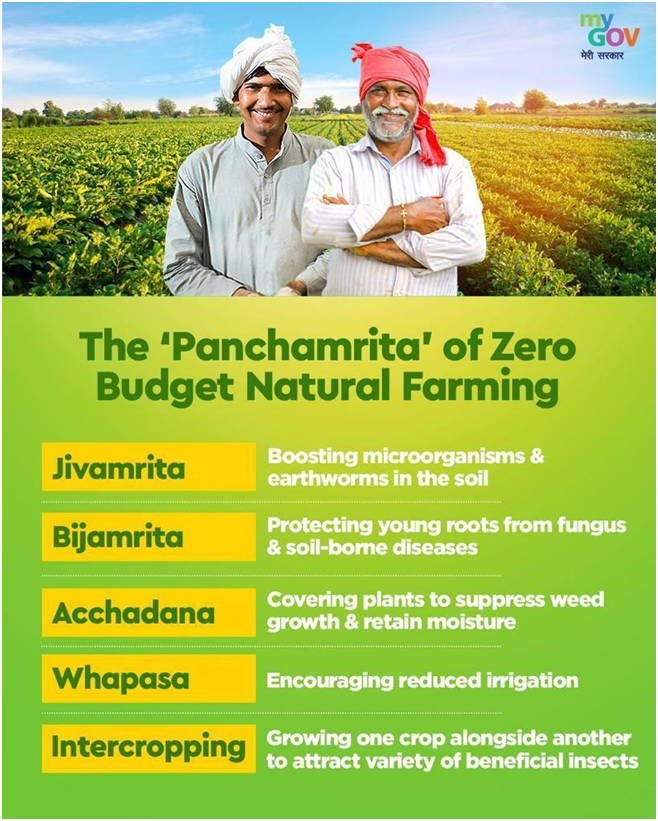 my
GOV
मेरी सरकार
The ‘Panchamrita’ of Zero
Budget Natural Farming
Jivamrita
Boosting microorganisms &
earthworms in the soil
Bijamrita
Protecting young roots from fungus
& soil-borne diseases
Acchadana
Covering plants to suppress weed
growth & retain moisture
Whapasa
Encouraging reduced irrigation
Intercropping
Growing one crop alongside another
to attract variety of beneficial insects